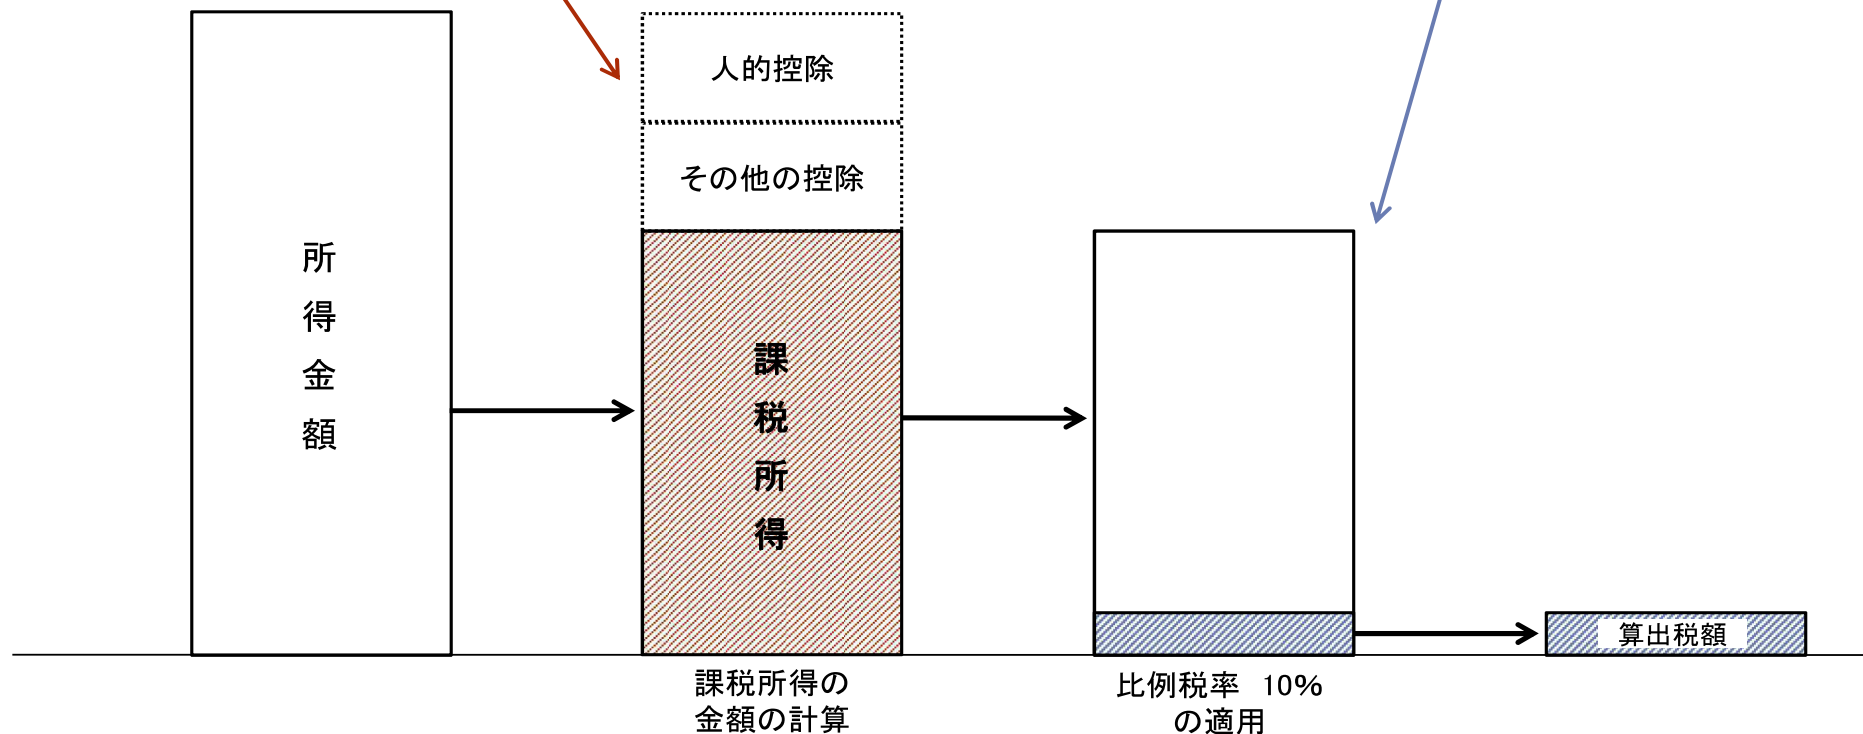 所得金額
人的控除
その他の控除
課税所得
課税所得の
金額の計算
比例税率　10%
の適用
算出税額